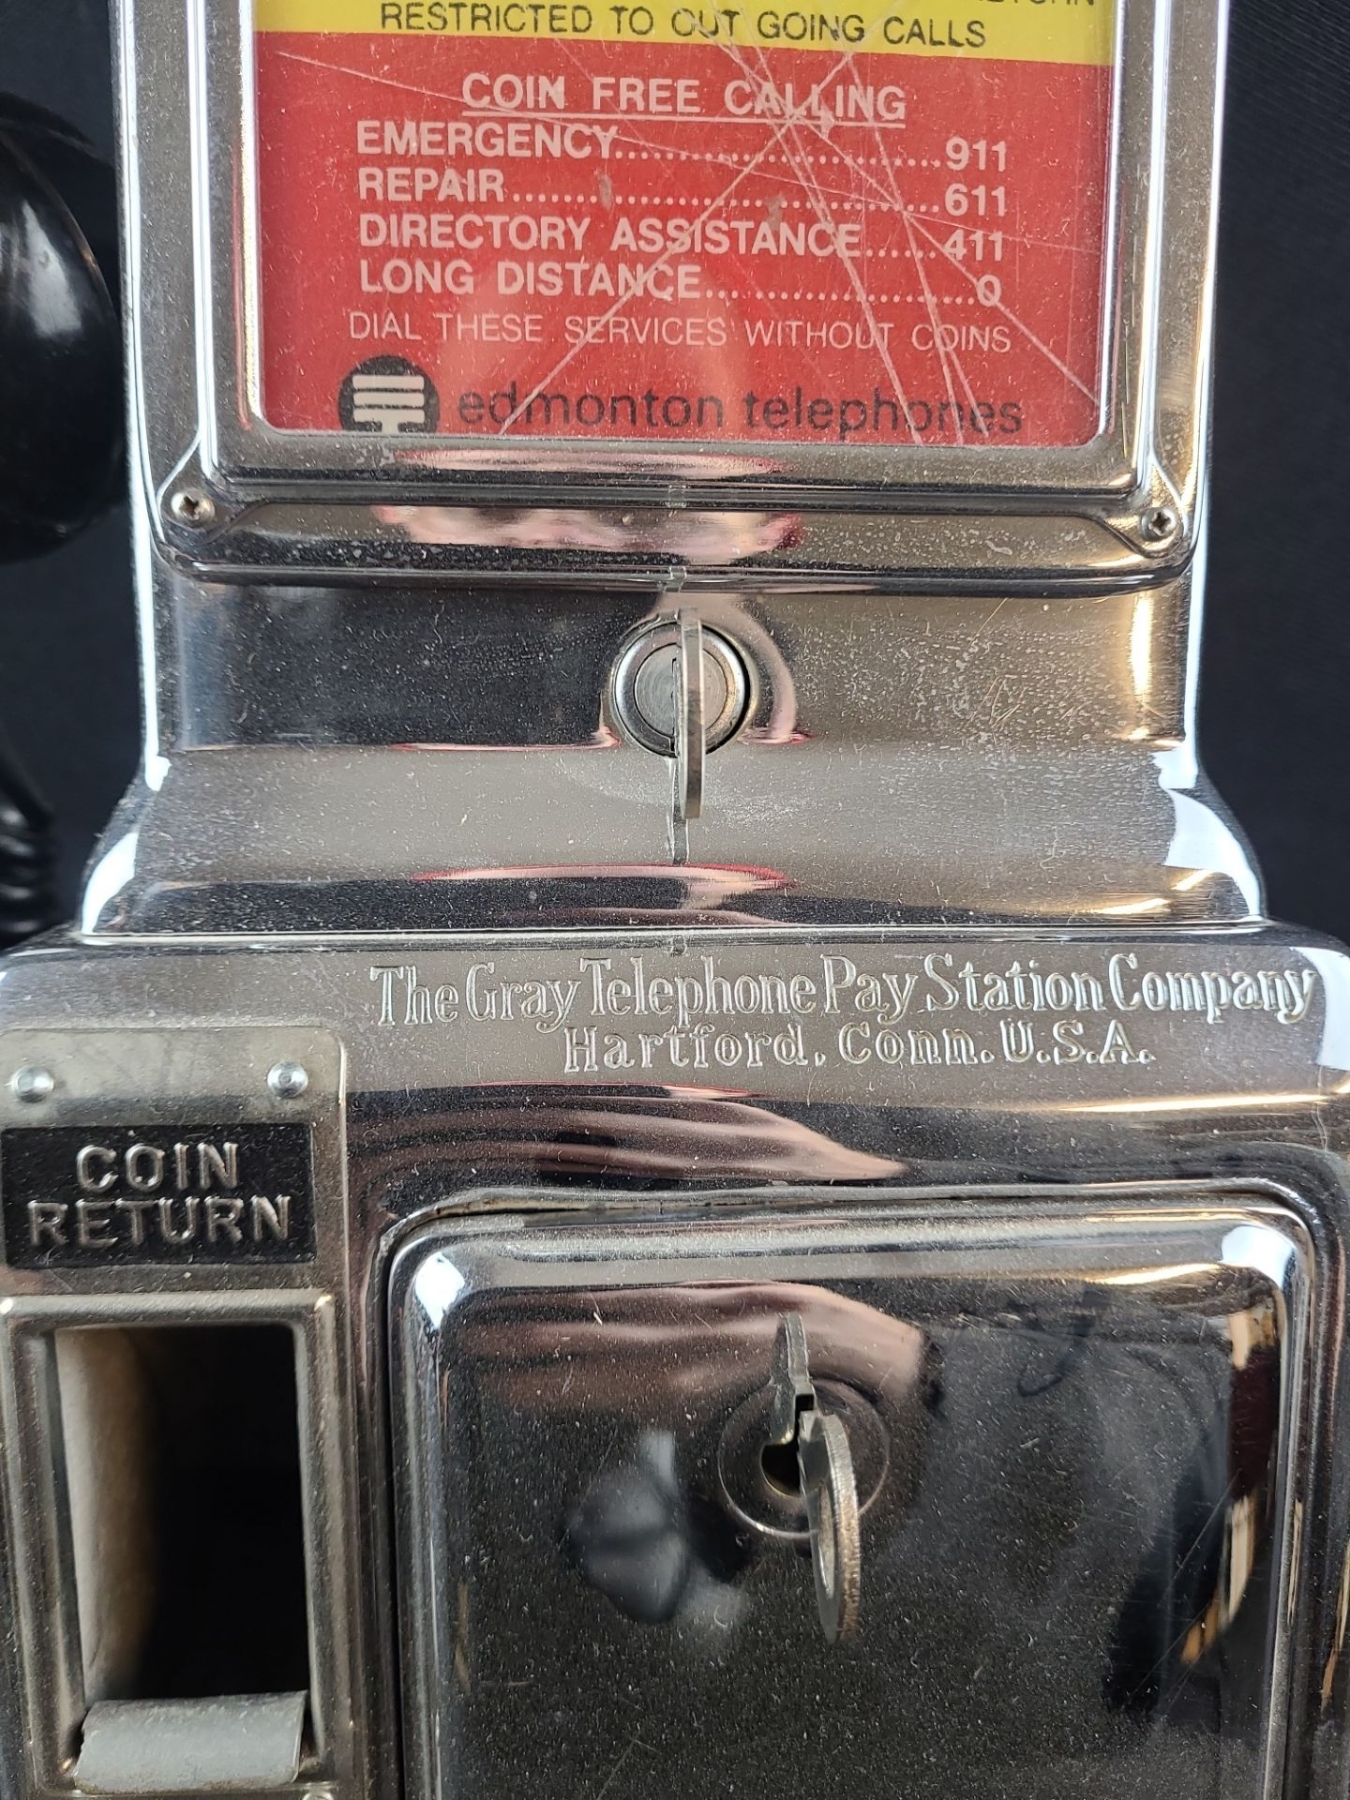 RESTRICTED TO OUT GOING CALLS
COIN FREE CALLING
EMERGENCY..............................911
REPAIR.......................................611
DIRECTORY ASSISTANCE......411
LONG DISTANCE........................0
DIAL THESE SERVICES WITHOUT COINS
edmonton telephones
The Gray Telephone Pay Station Company
Hartford, Conn. U.S.A.
COIN
RETURN